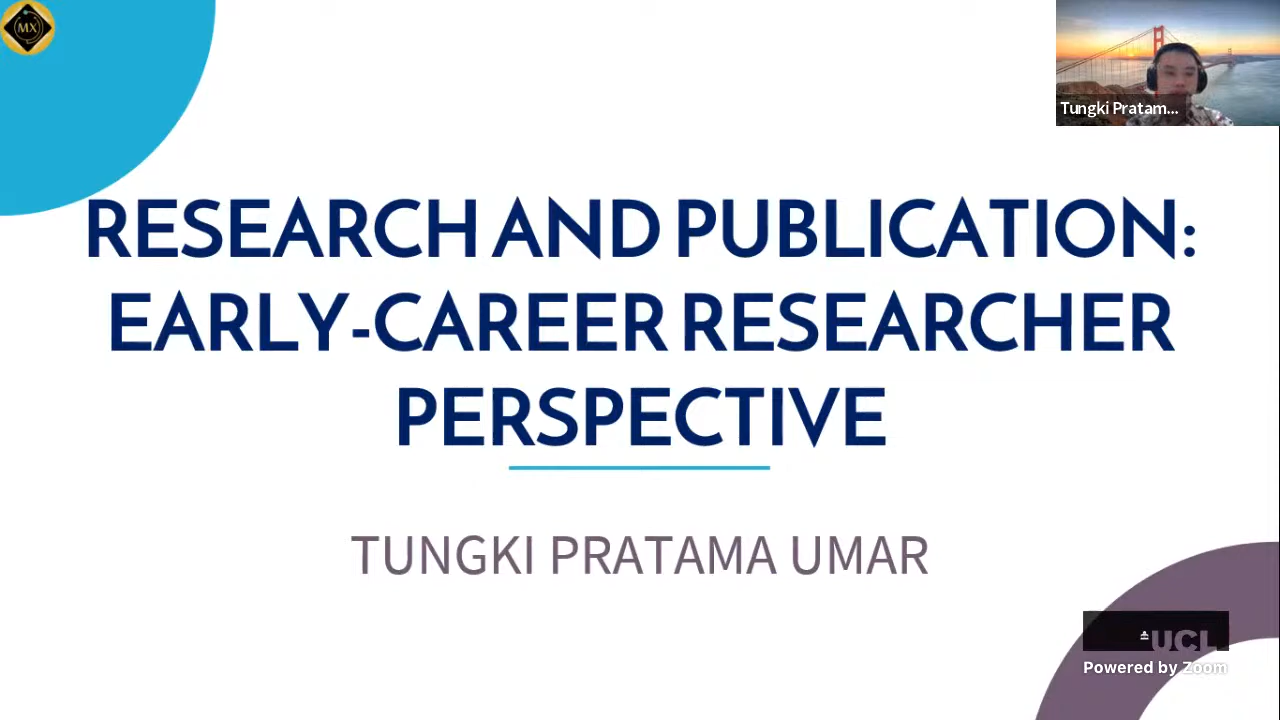 MX
Tungki Pratam...
RESEARCH AND PUBLICATION:
EARLY-CAREER RESEARCHER
PERSPECTIVE
TUNGKI PRATAMA UMAR
UCL
Powered by Zoom